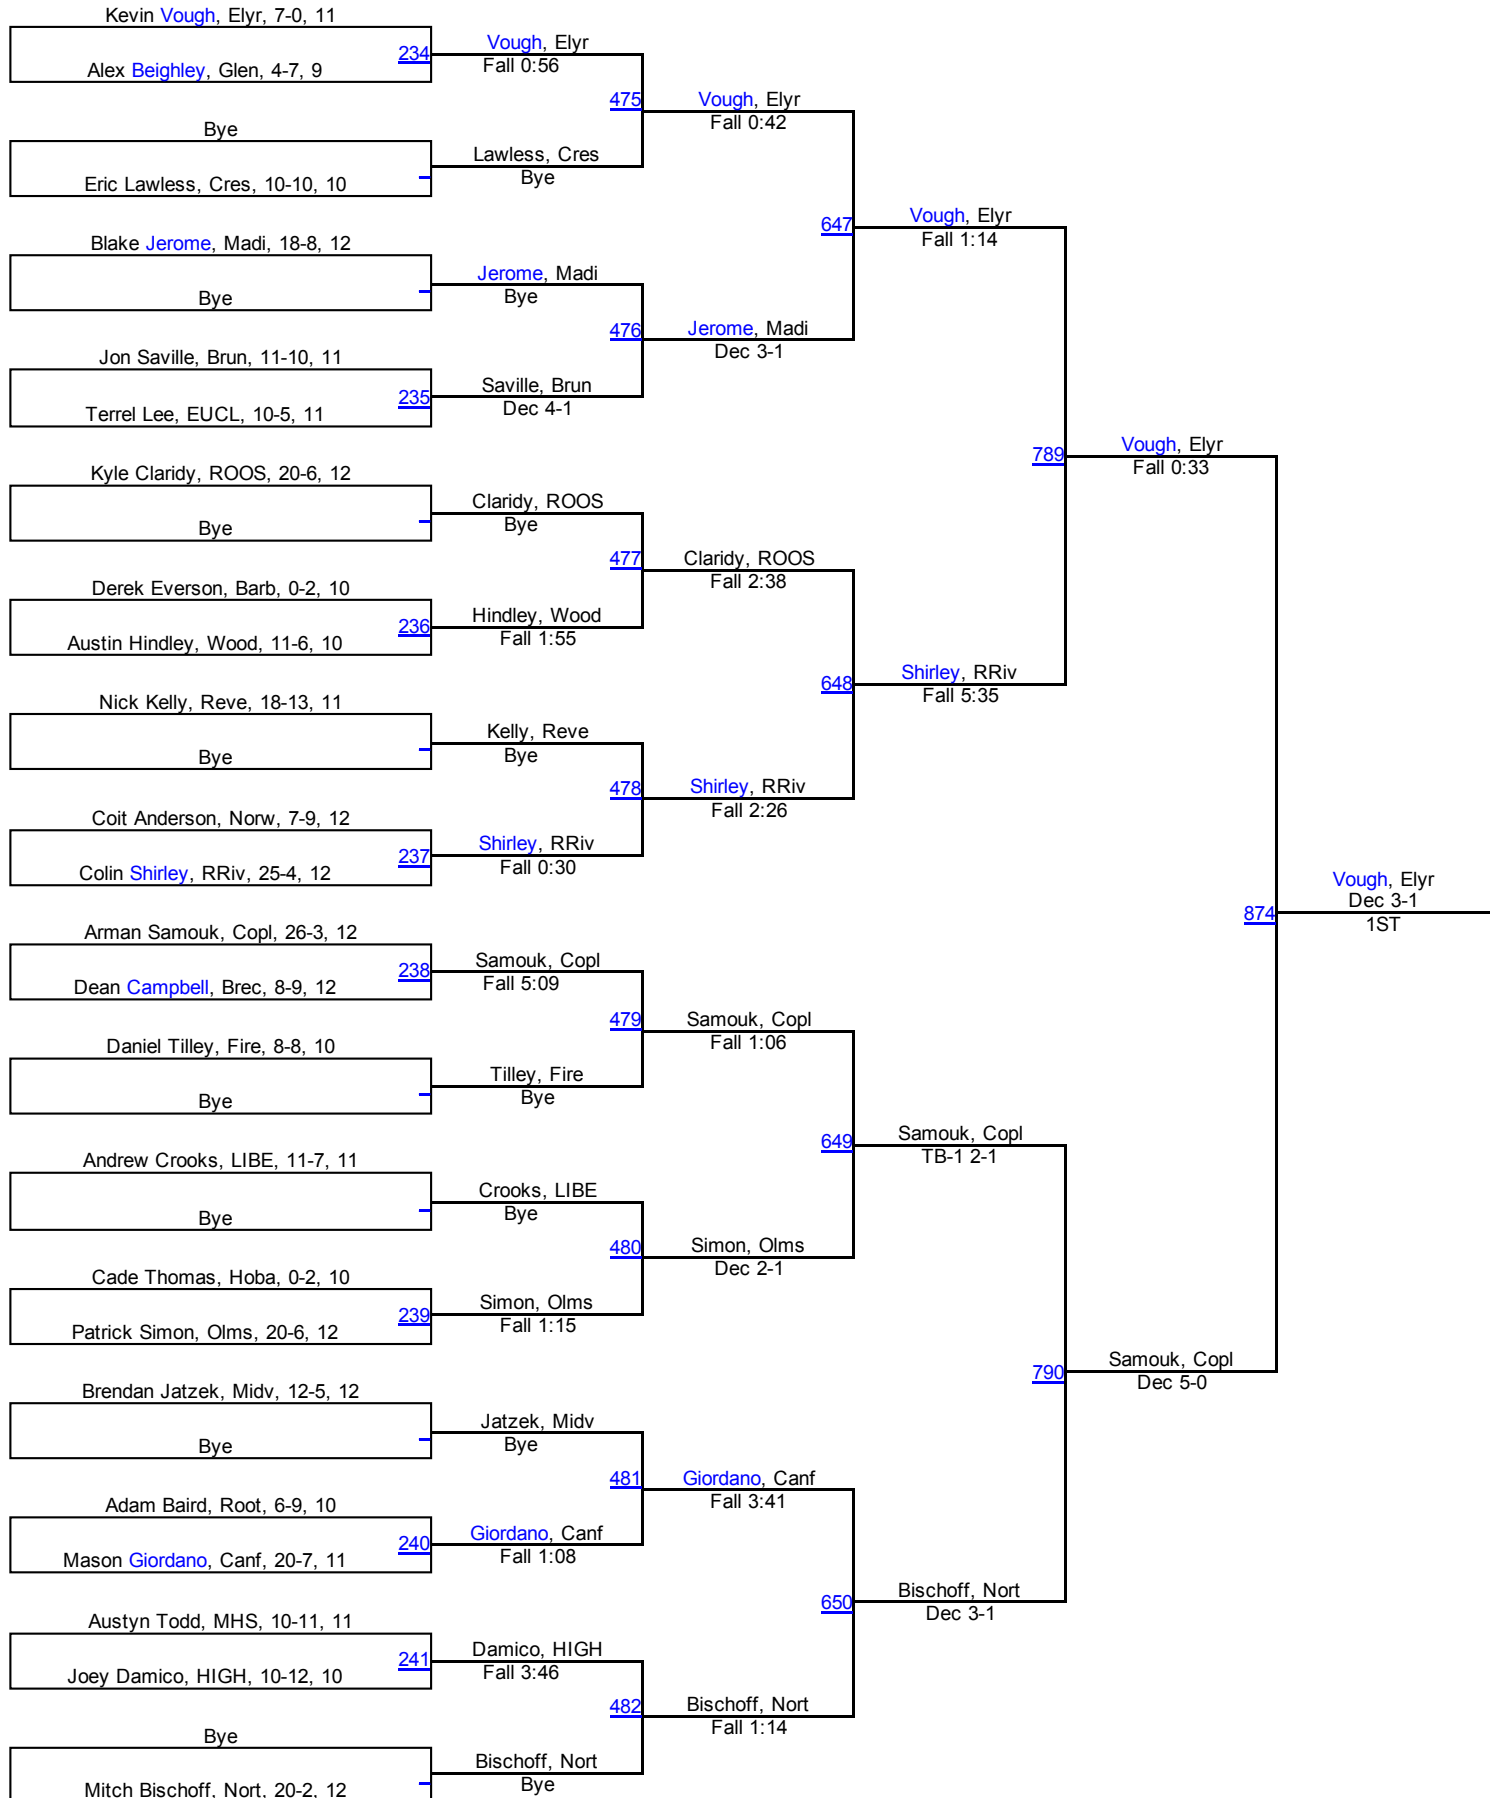 Kevin Vough, Elyr, 7-0, 11
234
Alex Beighley, Glen, 4-7, 9
Bye
Eric Lawless, Cres, 10-10, 10
Blake Jerome, Madi, 18-8, 12
Bye
Jon Saville, Brun, 11-10, 11
235
Terrel Lee, EUCL, 10-5, 11
Kyle Claridy, ROOS, 20-6, 12
Bye
Derek Everson, Barb, 0-2, 10
236
Austin Hindley, Wood, 11-6, 10
Nick Kelly, Reve, 18-13, 11
Bye
Coit Anderson, Norw, 7-9, 12
237
Colin Shirley, RRiv, 25-4, 12
Arman Samouk, Copl, 26-3, 12
238
Dean Campbell, Brec, 8-9, 12
Daniel Tilley, Fire, 8-8, 10
Bye
Andrew Crooks, LIBE, 11-7, 11
Bye
Cade Thomas, Hoba, 0-2, 10
239
Patrick Simon, Olms, 20-6, 12
Brendan Jatzek, Midv, 12-5, 12
Bye
Adam Baird, Root, 6-9, 10
240
Mason Giordano, Canf, 20-7, 11
Austyn Todd, MHS, 10-11, 11
241
Joey Damico, HIGH, 10-12, 10
Bye
Mitch Bischoff, Nort, 20-2, 12
Vough, Elyr
Fall 0:56
475
Lawless, Cres
Bye
Jerome, Madi
Bye
476
Saville, Brun
Dec 4-1
Claridy, ROOS
Bye
477
Hindley, Wood
Fall 1:55
Kelly, Reve
Bye
478
Shirley, RRiv
Fall 0:30
Samouk, Copl
Fall 5:09
479
Tilley, Fire
Bye
Crooks, LIBE
Bye
480
Simon, Olms
Fall 1:15
Jatzek, Midv
Bye
481
Giordano, Canf
Fall 1:08
Damico, HIGH
Fall 3:46
482
Bischoff, Nort
Bye
Vough, Elyr
Fall 0:42
647
Jerome, Madi
Dec 3-1
Claridy, ROOS
Fall 2:38
648
Shirley, RRiv
Fall 2:26
Samouk, Copl
Fall 1:06
649
Simon, Olms
Dec 2-1
Giordano, Canf
Fall 3:41
650
Bischoff, Nort
Fall 1:14
Vough, Elyr
Fall 1:14
789
Shirley, RRiv
Fall 5:35
Samouk, Copl
TB-1 2-1
790
Bischoff, Nort
Dec 3-1
Vough, Elyr
Fall 0:33
874
Samouk, Copl
Dec 5-0
Vough, Elyr
Dec 3-1
1ST